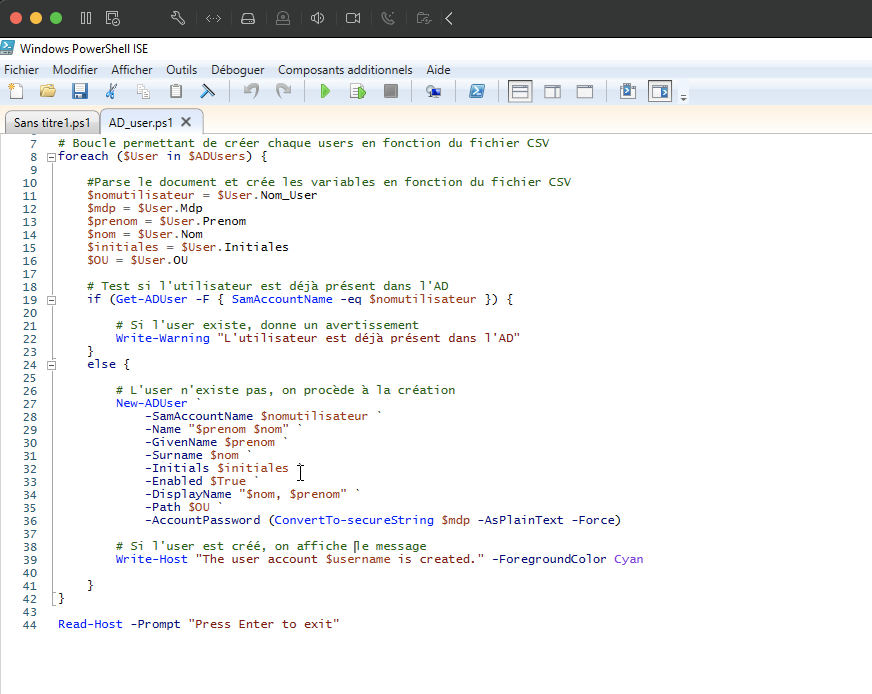 Windows PowerShell ISE
Fichier Modifier Afficher Outils Déboguer Composants additionnels Aide
Sans titre1.ps1 AD_user.ps1
7 # Boucle permettant de créer chaque users en fonction du fichier CSV
8 foreach ($User in $ADUsers) {
9
10 #Parse le document et crée les variables en fonction du fichier CSV
11 $nomutilisateur = $User.Nom_User
12 $mdp = $User.Mdp
13 $prenom = $User.Prenom
14 $nom = $User.Nom
15 $initiales = $User.Initiales
16 $OU = $User.OU
17
18 # Test si l'utilisateur est déjà présent dans l'AD
19 if (Get-ADUser -F { SamAccountName -eq $nomutilisateur }) {
20
21 # Si l'user existe, donne un avertissement
22 Write-Warning "L'utilisateur est déjà présent dans l'AD"
23 }
24 else {
25
26 # L'user n'existe pas, on procède à la création
27 New-ADUser `
28 -SamAccountName $nomutilisateur `
29 -Name "$prenom $nom" `
30 -GivenName $prenom `
31 -Surname $nom `
32 -Initials $initiales `
33 -Enabled $True `
34 -DisplayName "$nom, $prenom" `
35 -Path $OU `
36 -AccountPassword (ConvertTo-secureString $mdp -AsPlainText -Force)
37
38 # Si l'user est créé, on affiche le message
39 Write-Host "The user account $username is created." -ForegroundColor Cyan
40
41 }
42 }
43
44 Read-Host -Prompt "Press Enter to exit"